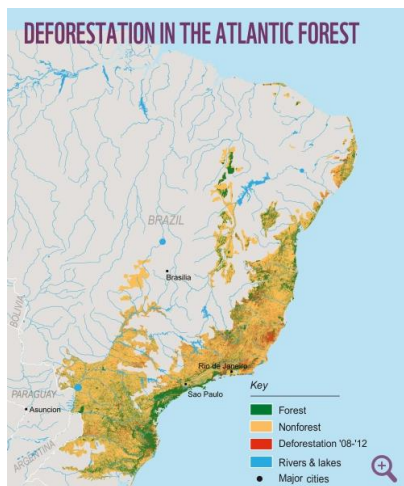 DEFORESTATION IN THE ATLANTIC FOREST
BRAZIL
Brasilia
BOLIVIA
Rio de Janeiro
Sao Paulo
PARAGUAY
Asuncion
ARGENTINA
Key
Forest
Nonforest
Deforestation '08-'12
Rivers & lakes
Major cities